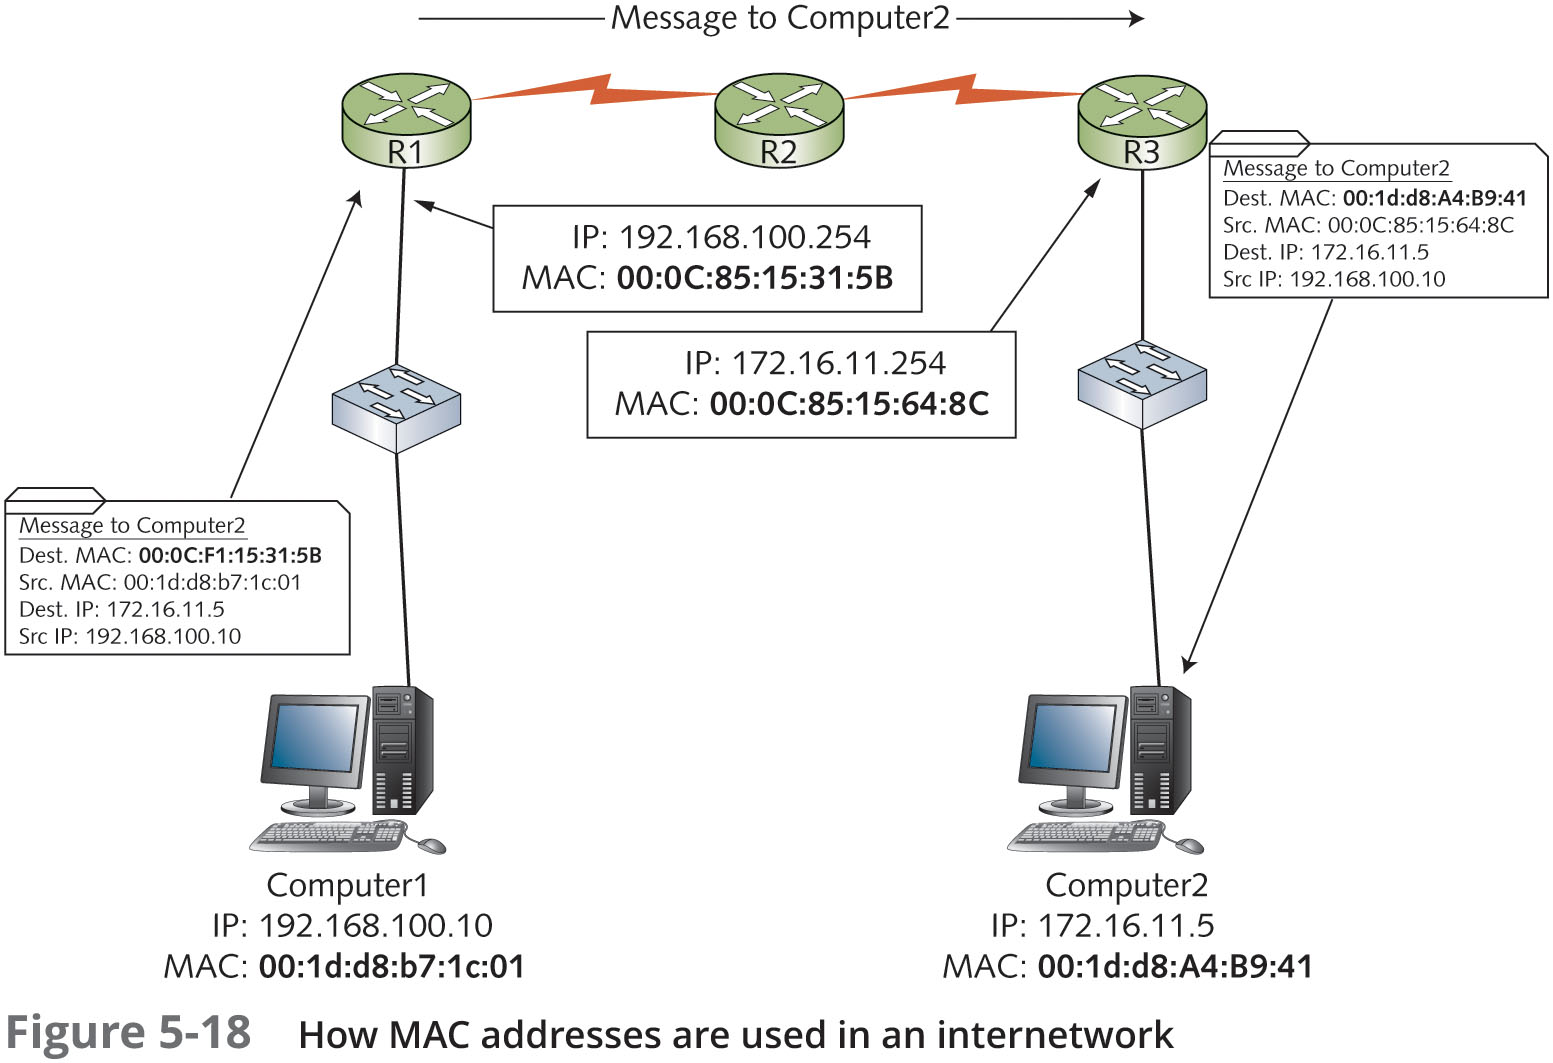 Message to Computer2
R1
R2
R3
Message to Computer2
Dest. MAC: 00:1d:d8:A4:B9:41
Src. MAC: 00:0C:85:15:64:8C
Dest. IP: 172.16.11.5
Src IP: 192.168.100.10
IP: 192.168.100.254
MAC: 00:0C:85:15:31:5B
IP: 172.16.11.254
MAC: 00:0C:85:15:64:8C
Message to Computer2
Dest. MAC: 00:0C:F1:15:31:5B
Src. MAC: 00:1d:d8:b7:1c:01
Dest. IP: 172.16.11.5
Src IP: 192.168.100.10
Computer1
IP: 192.168.100.10
MAC: 00:1d:d8:b7:1c:01
Computer2
IP: 172.16.11.5
MAC: 00:1d:d8:A4:B9:41
Figure 5-18 How MAC addresses are used in an internetwork